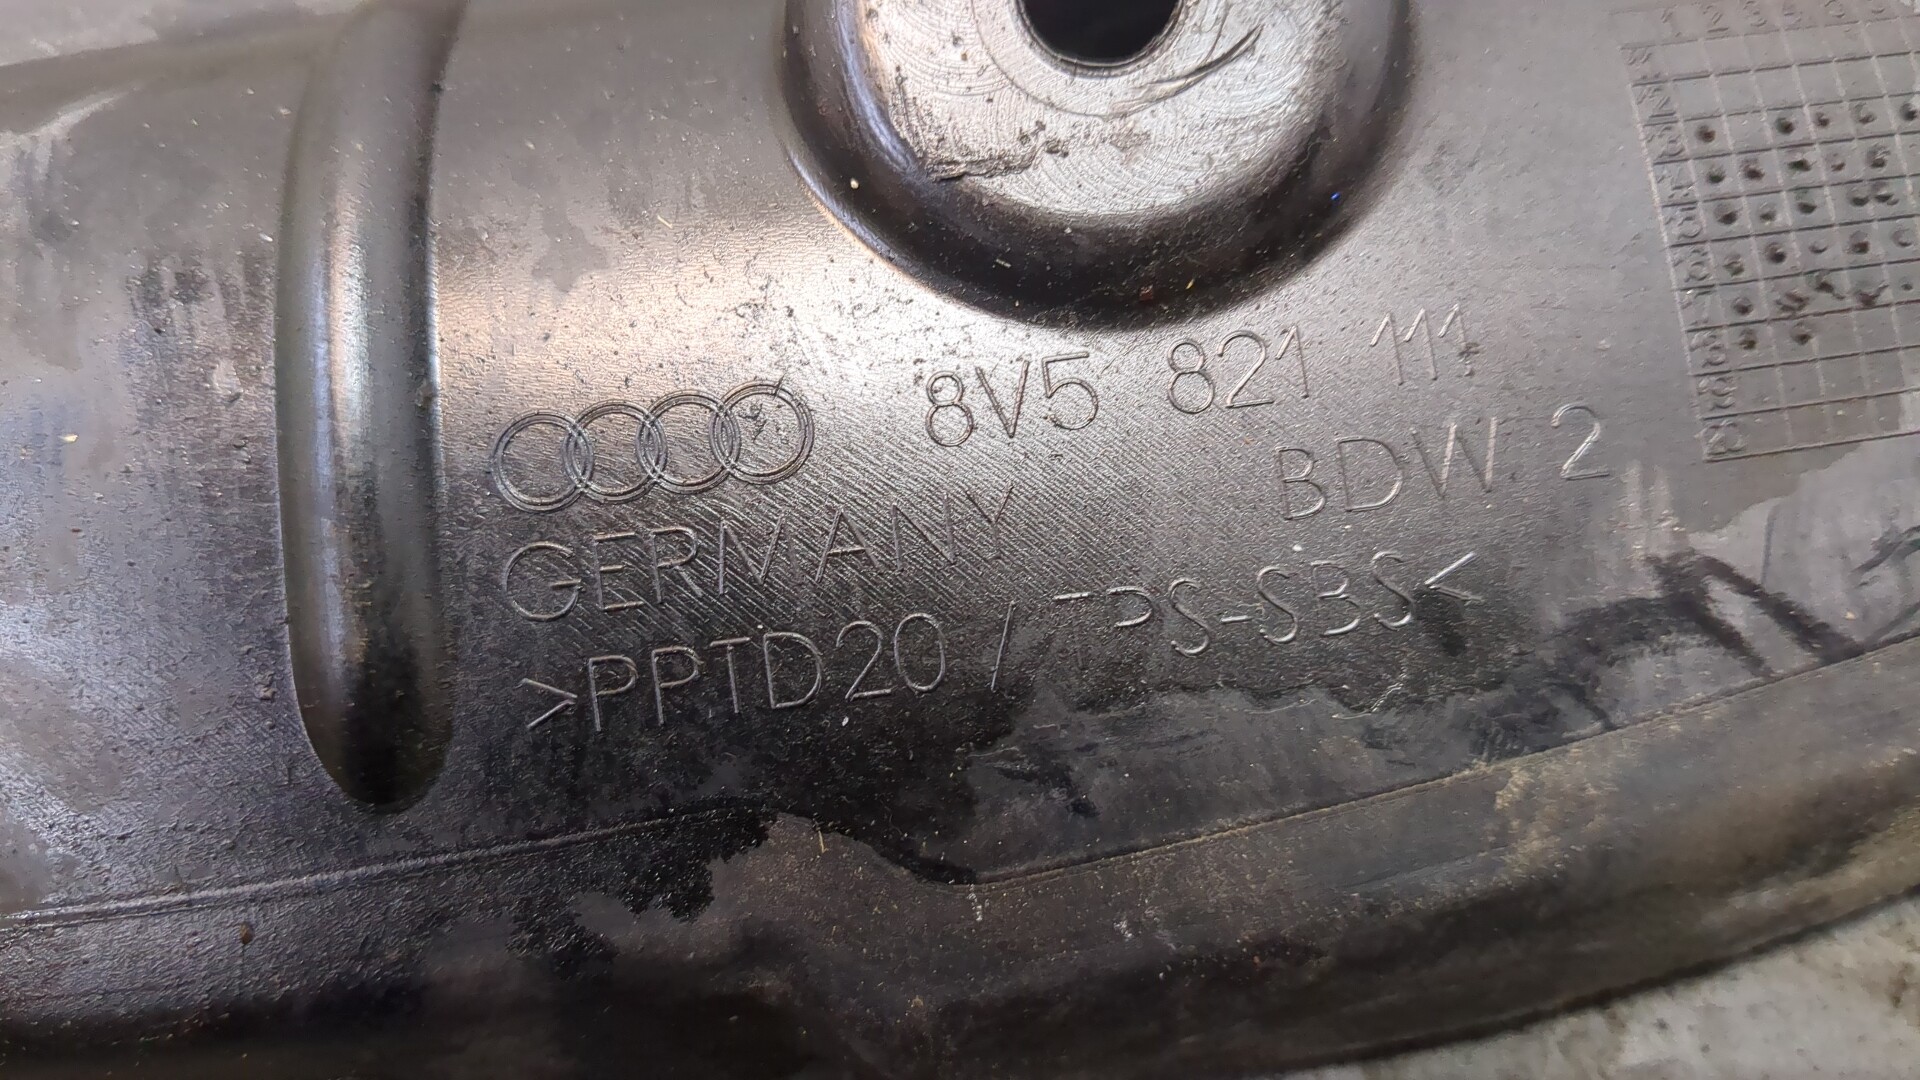 8V5 821 111
BDW 2
GERMANY
>PPTD20 / TPS-SBS<